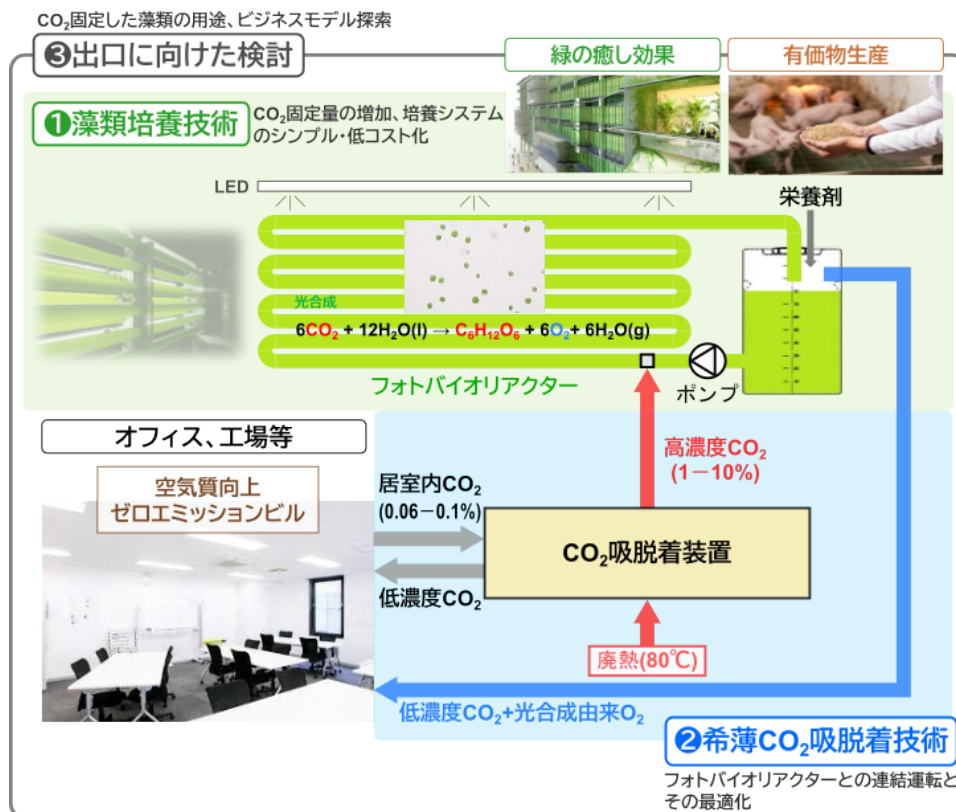 CO₂固定した藻類の用途、ビジネスモデル探索
❸出口に向けた検討
緑の癒し効果
有価物生産
❶藻類培養技術
CO₂固定量の増加、培養システム
のシンプル・低コスト化
LED
栄養剤
光合成
6CO₂ + 12H₂O(l) → C₆H₁₂O₆ + 6O₂+ 6H₂O(g)
フォトバイオリアクター
ポンプ
オフィス、工場等
空気質向上
ゼロエミッションビル
居室内CO₂
(0.06－0.1%)
高濃度CO₂
(1－10%)
CO₂吸脱着装置
低濃度CO₂
廃熱(80℃)
低濃度CO₂+光合成由来O₂
❷希薄CO₂吸脱着技術
フォトバイオリアクターとの連結運転と
その最適化